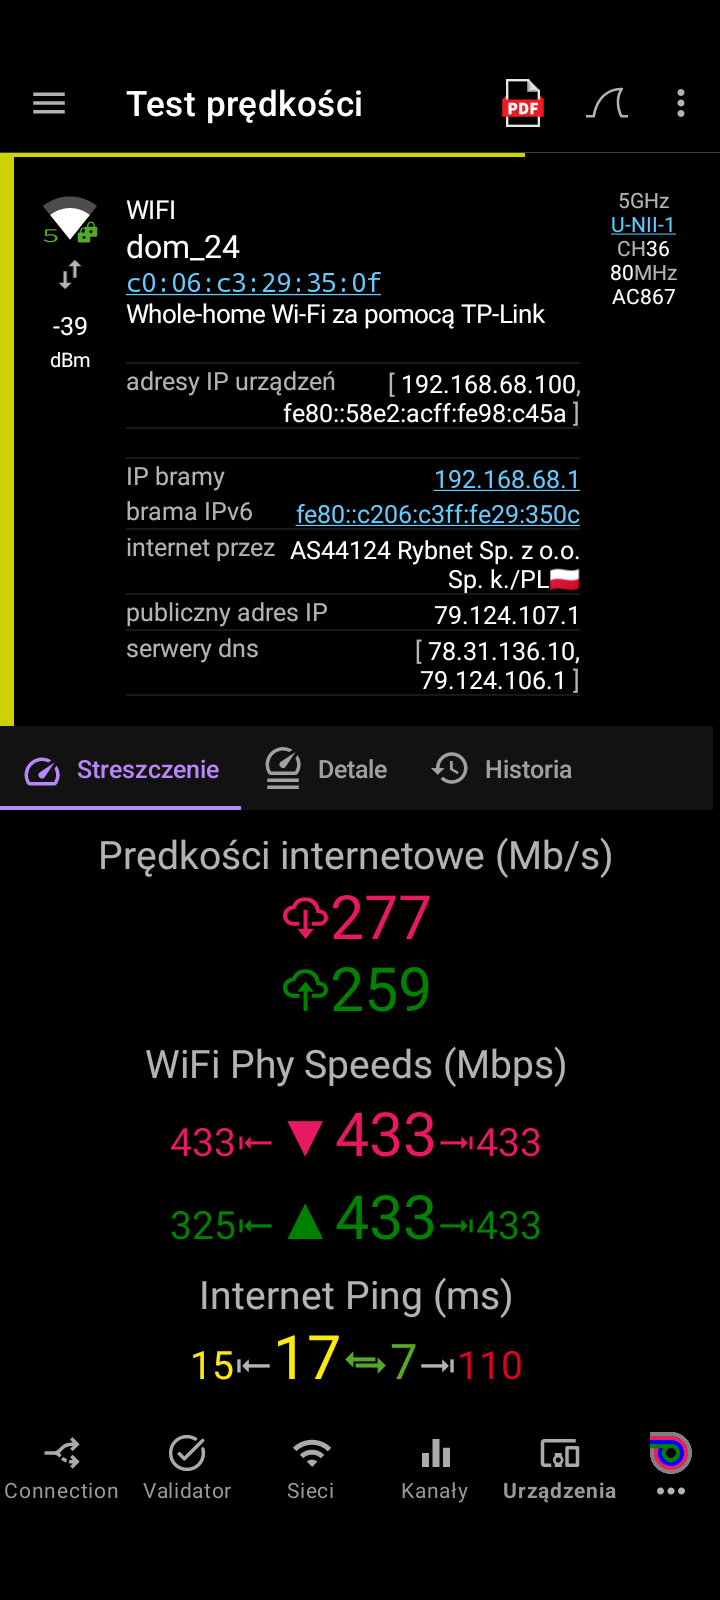 Test prędkości
PDF
5
-39
dBm
WIFI
dom_24
c0:06:c3:29:35:0f
Whole-home Wi-Fi za pomocą TP-Link
5GHz
U-NII-1
CH36
80MHz
AC867
adresy IP urządzeń [ 192.168.68.100,
fe80::58e2:acff:fe98:c45a ]
IP bramy 192.168.68.1
brama IPv6 fe80::c206:c3ff:fe29:350c
internet przez AS44124 Rybnet Sp. z o.o.
Sp. k./PL🇵🇱
publiczny adres IP 79.124.107.1
serwery dns [ 78.31.136.10,
79.124.106.1 ]
Streszczenie Detale Historia
Prędkości internetowe (Mb/s)
277
259
WiFi Phy Speeds (Mbps)
433 ▼ 433 433
325 ▲ 433 433
Internet Ping (ms)
15 17 7 110
Connection Validator Sieci Kanały Urządzenia